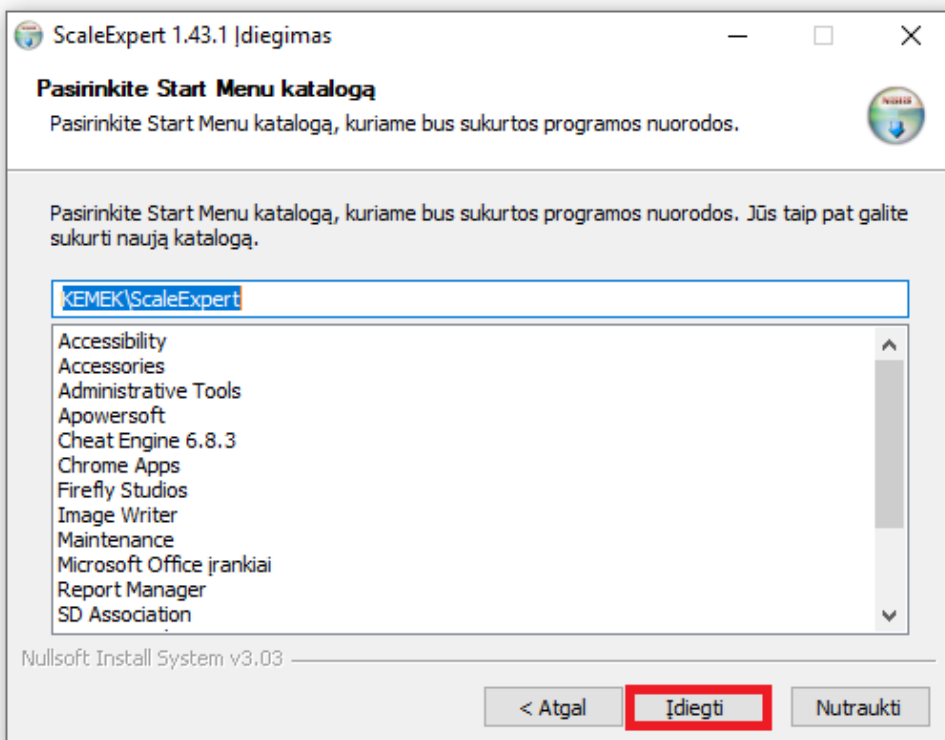 ScaleExpert 1.43.1 Įdiegimas
Pasirinkite Start Menu katalogą
Pasirinkite Start Menu katalogą, kuriame bus sukurtos programos nuorodos.
Pasirinkite Start Menu katalogą, kuriame bus sukurtos programos nuorodos. Jūs taip pat galite
sukurti naują katalogą.
KEMEK\ScaleExpert
Accessibility
Accessories
Administrative Tools
Apowersoft
Cheat Engine 6.8.3
Chrome Apps
Firefly Studios
Image Writer
Maintenance
Microsoft Office įrankiai
Report Manager
SD Association
Nullsoft Install System v3.03
< Atgal Įdiegti Nutraukti